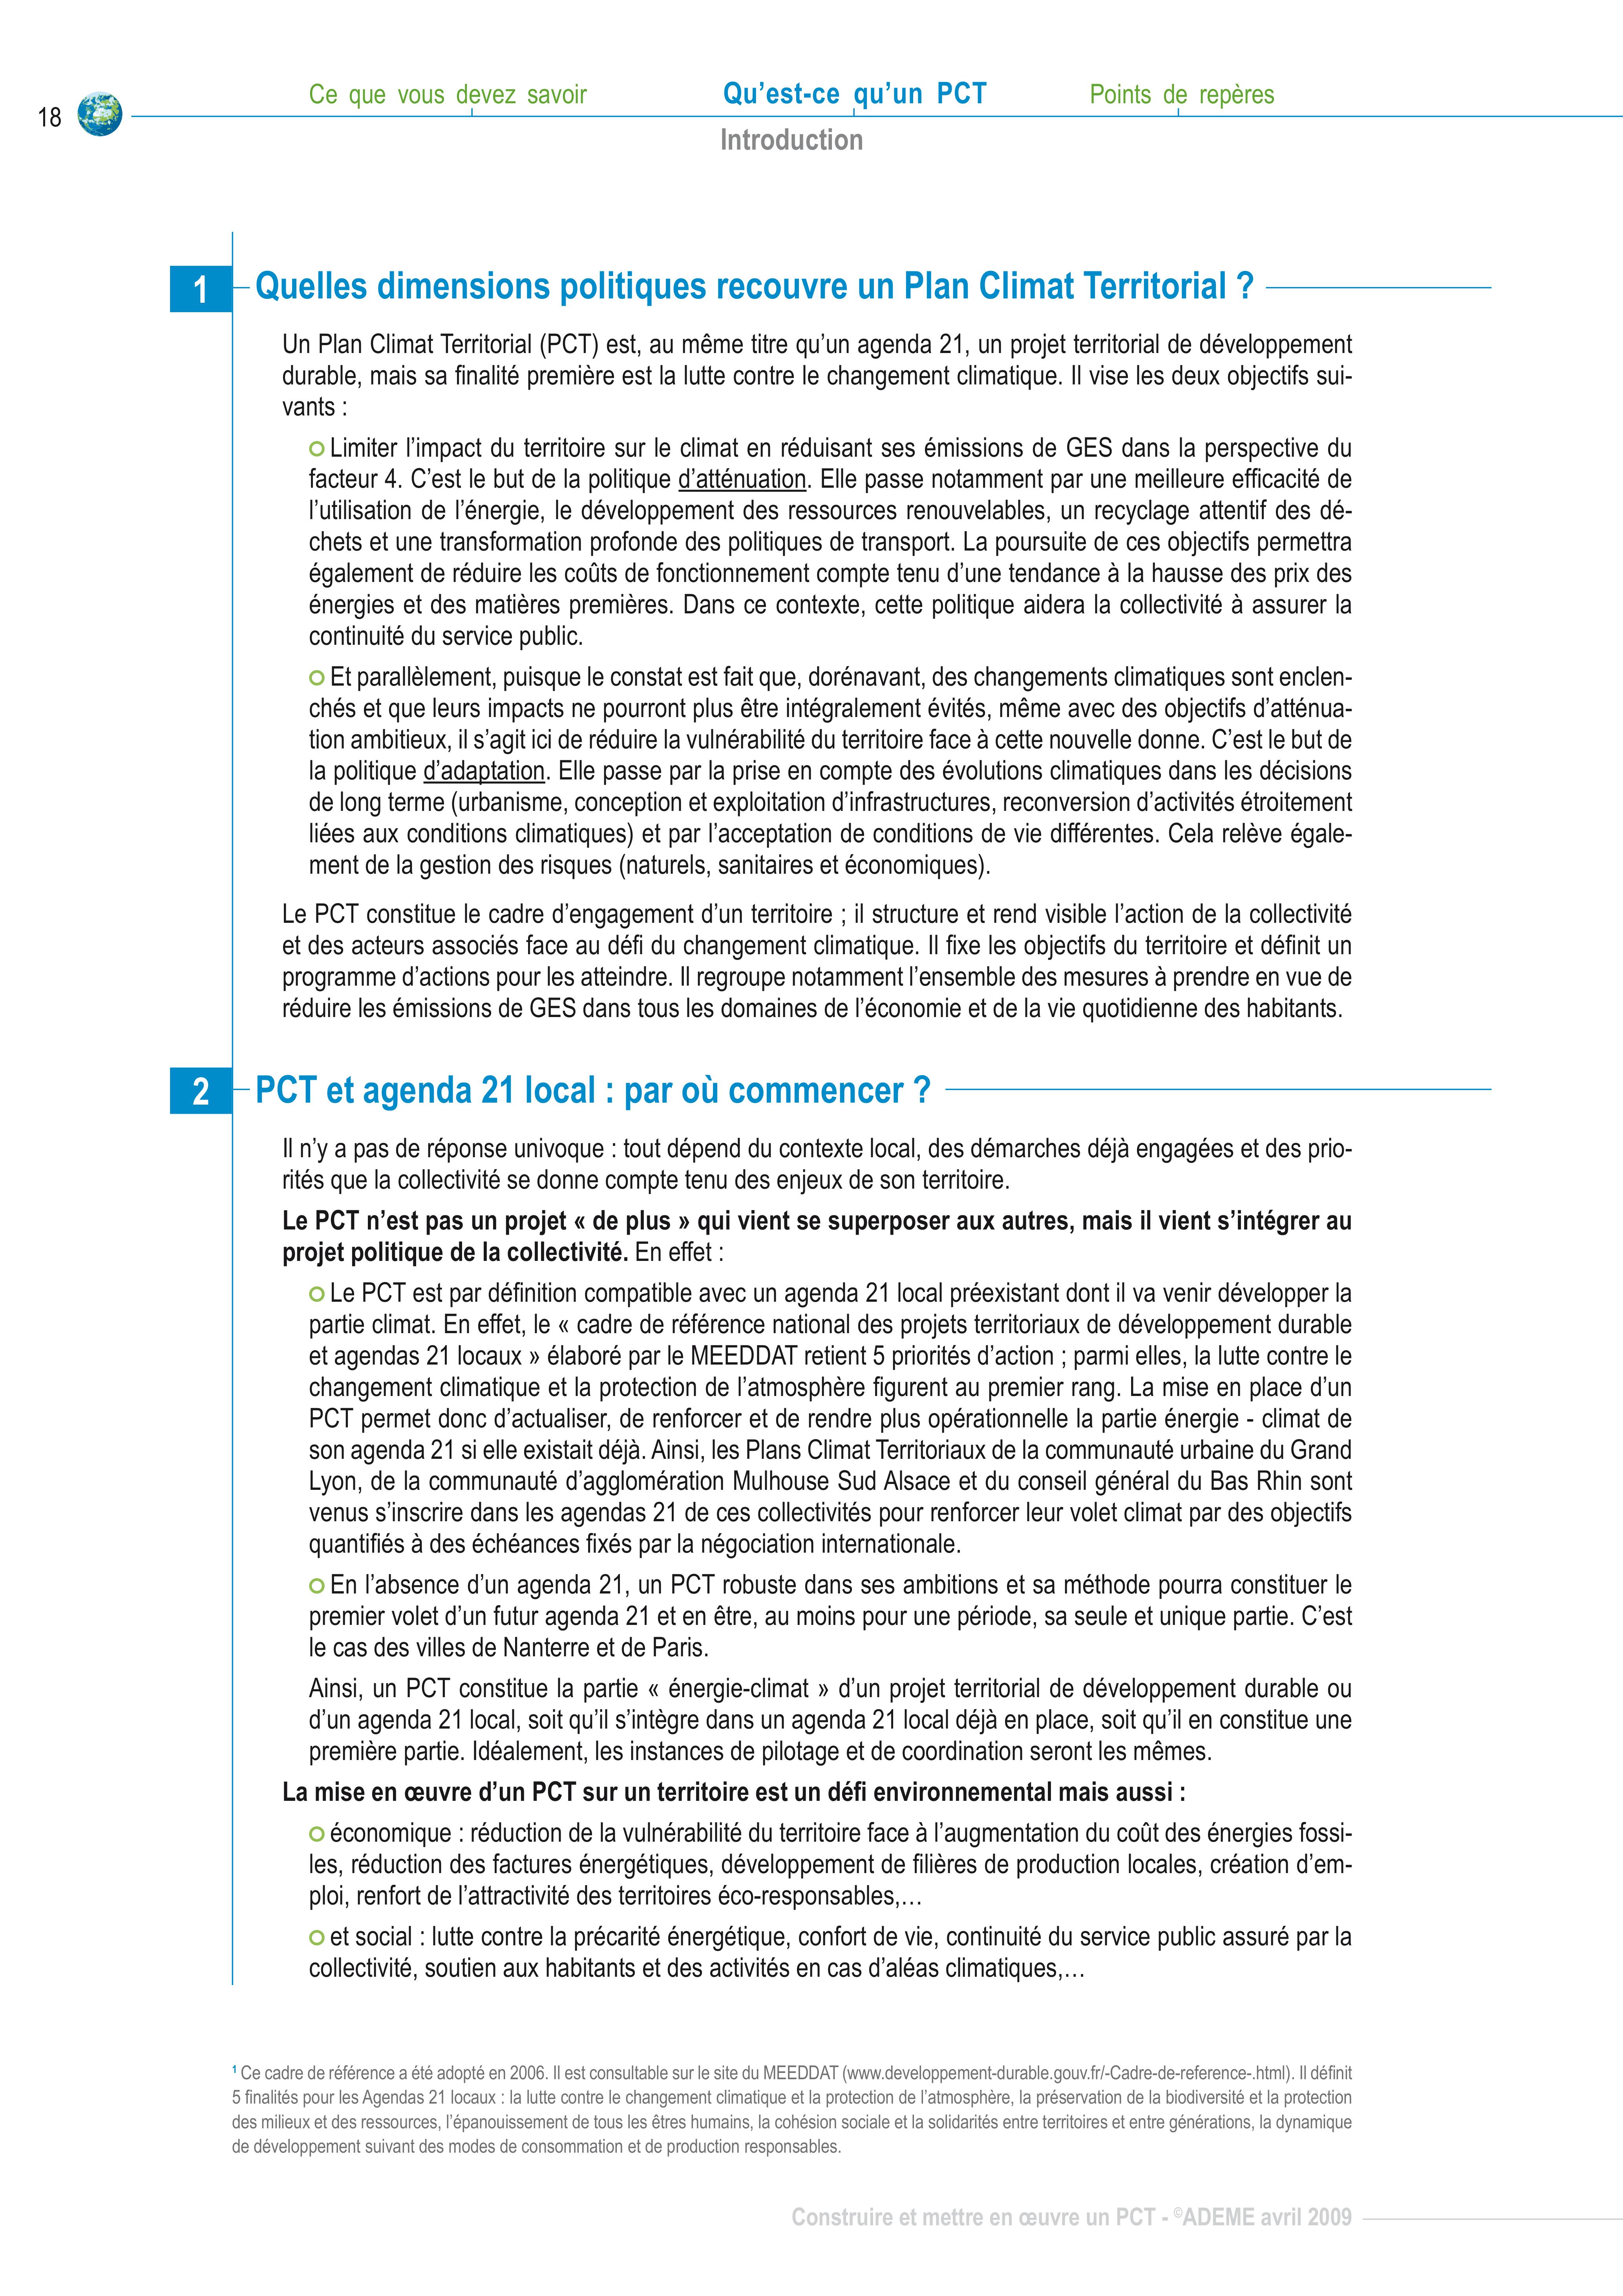 18
Ce que vous devez savoir
Qu’est-ce qu’un PCT
Points de repères
Introduction
1
Quelles dimensions politiques recouvre un Plan Climat Territorial ?
Un Plan Climat Territorial (PCT) est, au même titre qu’un agenda 21, un projet territorial de développement
durable, mais sa finalité première est la lutte contre le changement climatique. Il vise les deux objectifs sui-
vants :
Limiter l’impact du territoire sur le climat en réduisant ses émissions de GES dans la perspective du
facteur 4. C’est le but de la politique d’atténuation. Elle passe notamment par une meilleure efficacité de
l’utilisation de l’énergie, le développement des ressources renouvelables, un recyclage attentif des dé-
chets et une transformation profonde des politiques de transport. La poursuite de ces objectifs permettra
également de réduire les coûts de fonctionnement compte tenu d’une tendance à la hausse des prix des
énergies et des matières premières. Dans ce contexte, cette politique aidera la collectivité à assurer la
continuité du service public.
Et parallèlement, puisque le constat est fait que, dorénavant, des changements climatiques sont enclen-
chés et que leurs impacts ne pourront plus être intégralement évités, même avec des objectifs d’atténua-
tion ambitieux, il s’agit ici de réduire la vulnérabilité du territoire face à cette nouvelle donne. C’est le but de
la politique d’adaptation. Elle passe par la prise en compte des évolutions climatiques dans les décisions
de long terme (urbanisme, conception et exploitation d’infrastructures, reconversion d’activités étroitement
liées aux conditions climatiques) et par l’acceptation de conditions de vie différentes. Cela relève égale-
ment de la gestion des risques (naturels, sanitaires et économiques).
Le PCT constitue le cadre d’engagement d’un territoire ; il structure et rend visible l’action de la collectivité
et des acteurs associés face au défi du changement climatique. Il fixe les objectifs du territoire et définit un
programme d’actions pour les atteindre. Il regroupe notamment l’ensemble des mesures à prendre en vue de
réduire les émissions de GES dans tous les domaines de l’économie et de la vie quotidienne des habitants.
2
PCT et agenda 21 local : par où commencer ?
Il n’y a pas de réponse univoque : tout dépend du contexte local, des démarches déjà engagées et des prio-
rités que la collectivité se donne compte tenu des enjeux de son territoire.
Le PCT n’est pas un projet « de plus » qui vient se superposer aux autres, mais il vient s’intégrer au
projet politique de la collectivité. En effet :
Le PCT est par définition compatible avec un agenda 21 local préexistant dont il va venir développer la
partie climat. En effet, le « cadre de référence national des projets territoriaux de développement durable
et agendas 21 locaux » élaboré par le MEEDDAT retient 5 priorités d’action ; parmi elles, la lutte contre le
changement climatique et la protection de l’atmosphère figurent au premier rang. La mise en place d’un
PCT permet donc d’actualiser, de renforcer et de rendre plus opérationnelle la partie énergie - climat de
son agenda 21 si elle existait déjà. Ainsi, les Plans Climat Territoriaux de la communauté urbaine du Grand
Lyon, de la communauté d’agglomération Mulhouse Sud Alsace et du conseil général du Bas Rhin sont
venus s’inscrire dans les agendas 21 de ces collectivités pour renforcer leur volet climat par des objectifs
quantifiés à des échéances fixés par la négociation internationale.
En l’absence d’un agenda 21, un PCT robuste dans ses ambitions et sa méthode pourra constituer le
premier volet d’un futur agenda 21 et en être, au moins pour une période, sa seule et unique partie. C’est
le cas des villes de Nanterre et de Paris.
Ainsi, un PCT constitue la partie « énergie-climat » d’un projet territorial de développement durable ou
d’un agenda 21 local, soit qu’il s’intègre dans un agenda 21 local déjà en place, soit qu’il en constitue une
première partie. Idéalement, les instances de pilotage et de coordination seront les mêmes.
La mise en œuvre d’un PCT sur un territoire est un défi environnemental mais aussi :
économique : réduction de la vulnérabilité du territoire face à l’augmentation du coût des énergies fossi-
les, réduction des factures énergétiques, développement de filières de production locales, création d’em-
ploi, renfort de l’attractivité des territoires éco-responsables,…
et social : lutte contre la précarité énergétique, confort de vie, continuité du service public assuré par la
collectivité, soutien aux habitants et des activités en cas d’aléas climatiques,…
1 Ce cadre de référence a été adopté en 2006. Il est consultable sur le site du MEEDDAT (www.developpement-durable.gouv.fr/-Cadre-de-reference-.html). Il définit
5 finalités pour les Agendas 21 locaux : la lutte contre le changement climatique et la protection de l’atmosphère, la préservation de la biodiversité et la protection
des milieux et des ressources, l’épanouissement de tous les êtres humains, la cohésion sociale et la solidarités entre territoires et entre générations, la dynamique
de développement suivant des modes de consommation et de production responsables.
Construire et mettre en œuvre un PCT - ©ADEME avril 2009